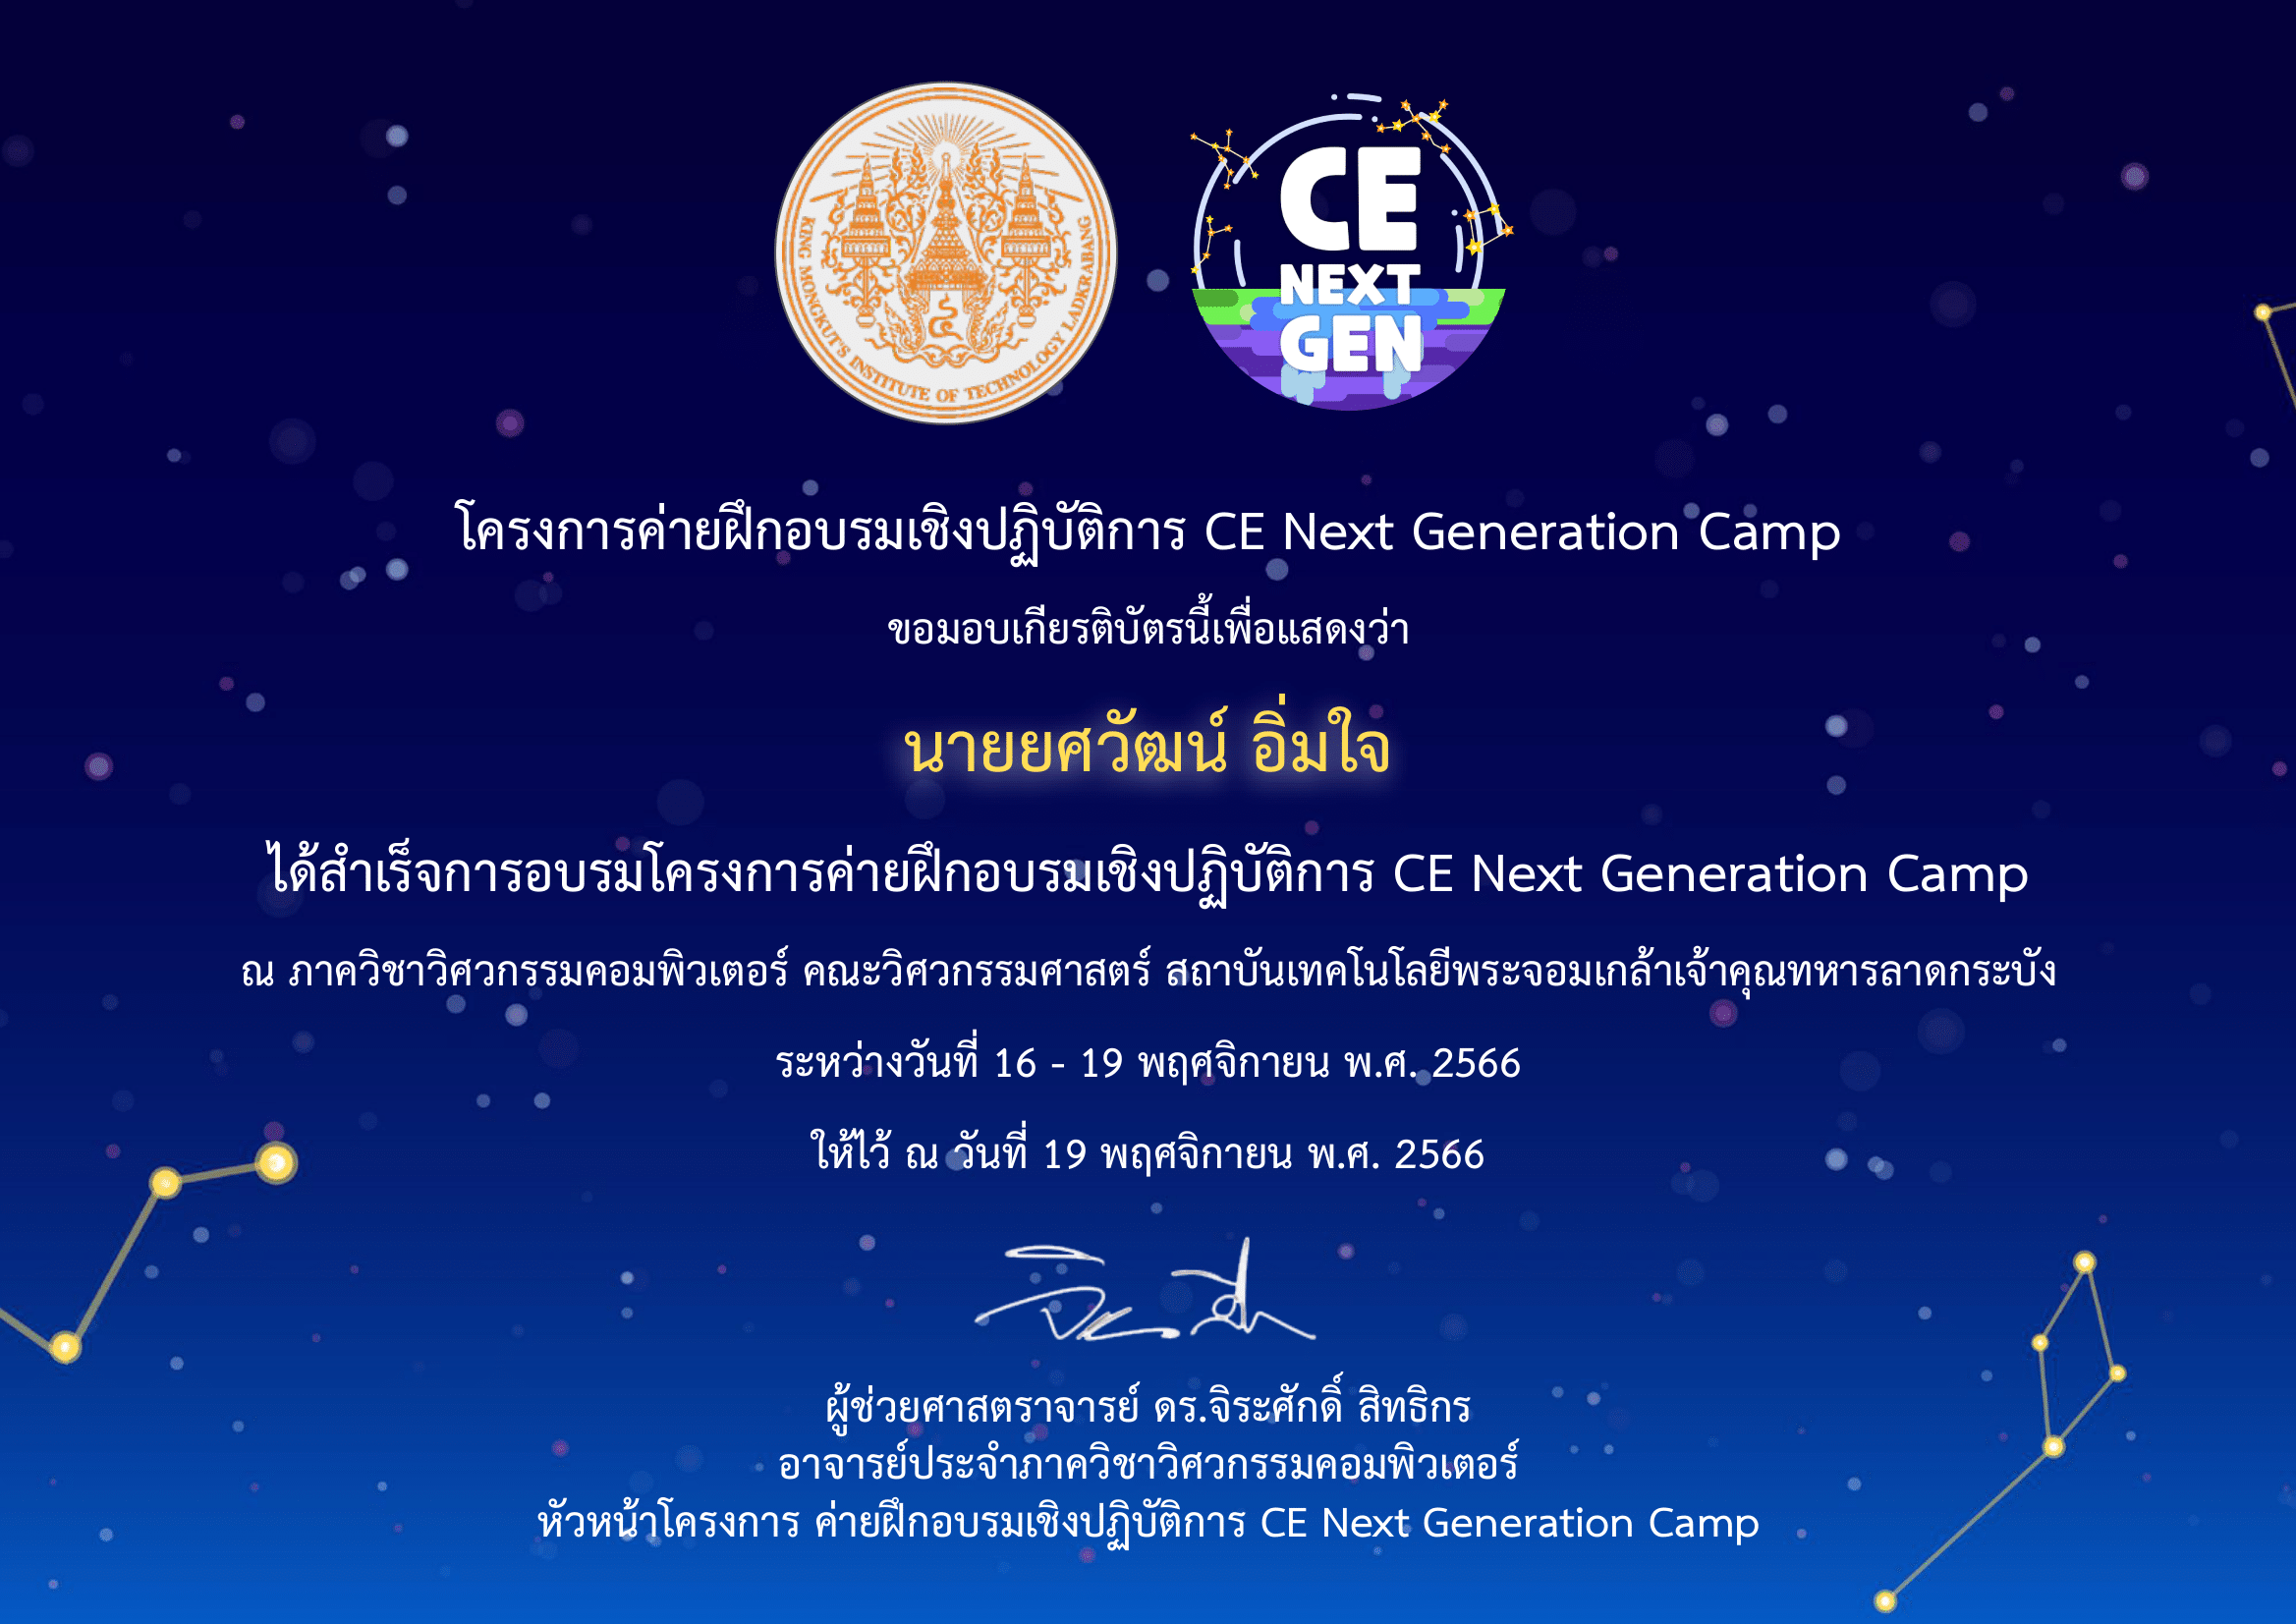 KING MONGKUT'S INSTITUTE OF TECHNOLOGY LADKRABANG
CE
NEXT
GEN
โครงการค่ายฝึกอบรมเชิงปฏิบัติการ CE Next Generation Camp
ขอมอบเกียรติบัตรนี้เพื่อแสดงว่า
นายยศวัฒน์ อิ่มใจ
ได้สำเร็จการอบรมโครงการค่ายฝึกอบรมเชิงปฏิบัติการ CE Next Generation Camp
ณ ภาควิชาวิศวกรรมคอมพิวเตอร์ คณะวิศวกรรมศาสตร์ สถาบันเทคโนโลยีพระจอมเกล้าเจ้าคุณทหารลาดกระบัง
ระหว่างวันที่ 16 - 19 พฤศจิกายน พ.ศ. 2566
ให้ไว้ ณ วันที่ 19 พฤศจิกายน พ.ศ. 2566
ผู้ช่วยศาสตราจารย์ ดร.จิระศักดิ์ สิทธิกร
อาจารย์ประจำภาควิชาวิศวกรรมคอมพิวเตอร์
หัวหน้าโครงการ ค่ายฝึกอบรมเชิงปฏิบัติการ CE Next Generation Camp